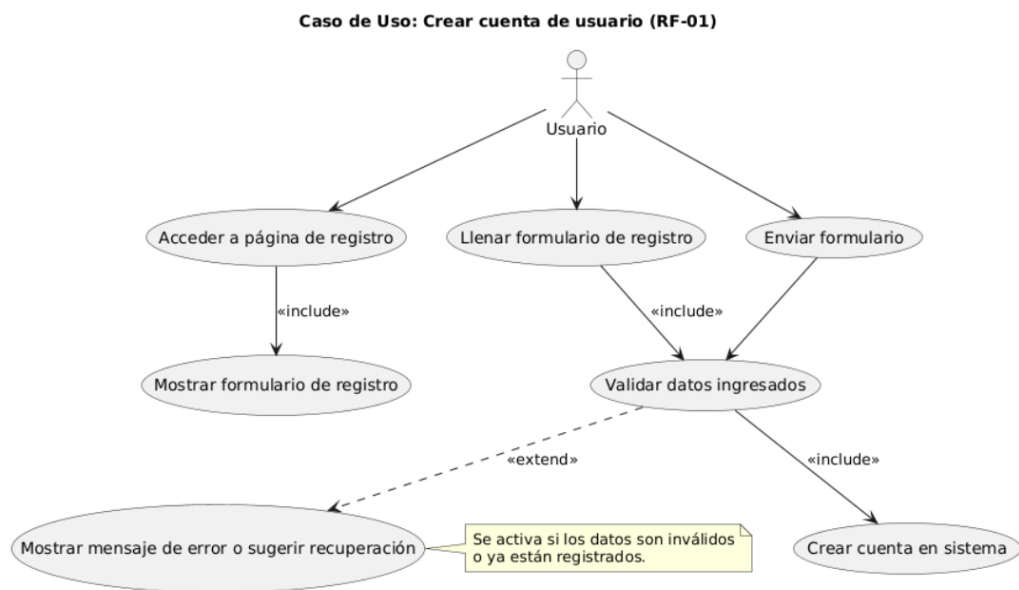 Caso de Uso: Crear cuenta de usuario (RF-01)
Usuario
Acceder a página de registro
Llenar formulario de registro
Enviar formulario
«include»
«include»
Mostrar formulario de registro
Validar datos ingresados
«extend»
«include»
Mostrar mensaje de error o sugerir recuperación
Se activa si los datos son inválidos
o ya están registrados.
Crear cuenta en sistema